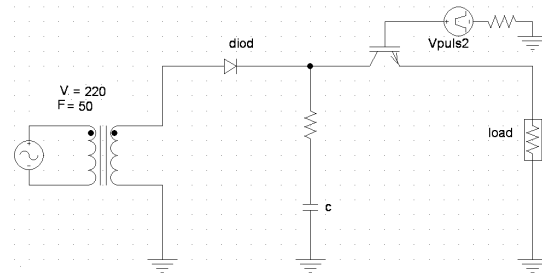 Vpuls2
diod
V = 220
F = 50
load
c